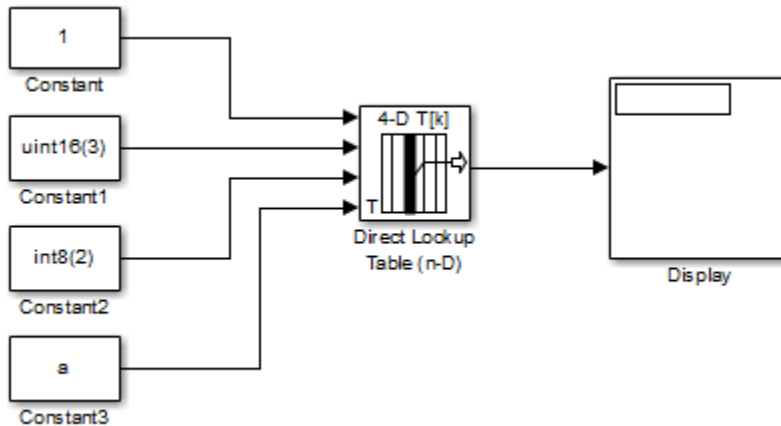 1
Constant
uint16(3)
Constant1
int8(2)
Constant2
a
Constant3
4-D T[k]
T
Direct Lookup
Table (n-D)
Display